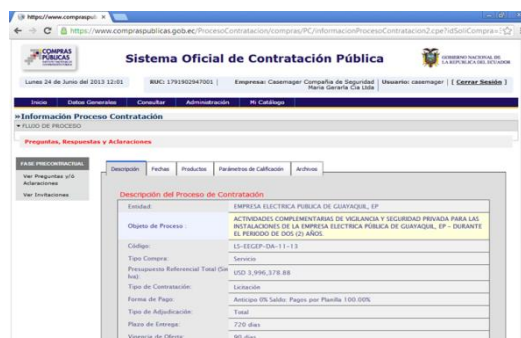 https://www.compraspub
https://www.compraspublicas.gob.ec/ProcesoContratacion/compras/PC/informacionProcesoContratacion2.cpe?idSoliCompra=
COMPRAS
PÚBLICAS
Sistema Oficial de Contratación Pública
GOBIERNO NACIONAL DE
LA REPUBLICA DEL ECUADOR
Lunes 24 de Junio del 2013 12:01
RUC: 1791902947001 | Empresa: Casemager Compañia de Seguridad
Cia Ltda | Usuario: casemager | [ Cerrar Sesión ]
Inicio Datos Generales Consultar Administración Mi Catálogo
»Información Proceso Contratación
FLUJO DE PROCESO
Preguntas, Respuestas y Aclaraciones
FASE PRECONTRACTUAL
Ver Preguntas y/ó
Aclaraciones
Ver Invitaciones
Descripción Fechas Productos Parámetros de Calificación Archivos
Descripción del Proceso de Contratación
Entidad: EMPRESA ELECTRICA PUBLICA DE GUAYAQUIL, EP
Objeto de Proceso : ACTIVIDADES COMPLEMENTARIAS DE VIGILANCIA Y SEGURIDAD PRIVADA PARA LAS
INSTALACIONES DE LA EMPRESA ELECTRICA PÚBLICA DE GUAYAQUIL, EP – DURANTE
EL PERIODO DE DOS (2) AÑOS.
Código: LS-EEGEP-DA-11-13
Tipo Compra: Servicio
Presupuesto Referencial Total(Sin
Iva): USD 3,996,378.88
Tipo de Contratación: Licitación
Forma de Pago: Anticipo 0% Saldo: Pagos por Planilla 100.00%
Tipo de Adjudicación: Total
Plazo de Entrega: 720 días
Vigencia de Oferta: 90 días